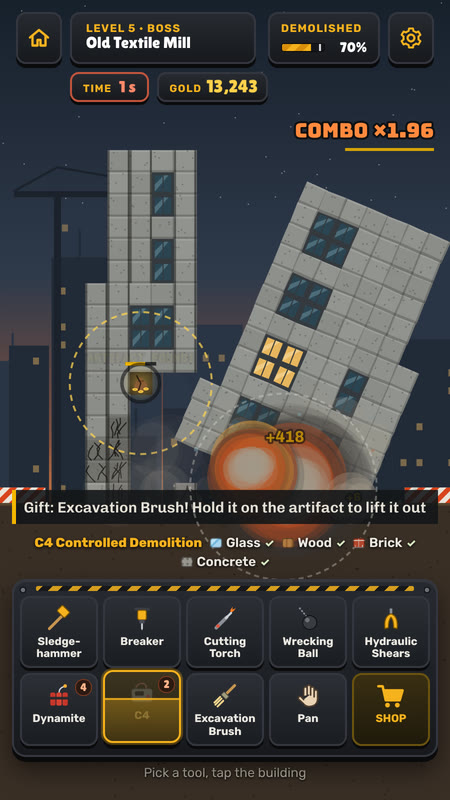 LEVEL 5 • BOSS
Old Textile Mill
DEMOLISHED
70%
TIME 1 s
GOLD 13,243
COMBO ×1.96
+418
Gift: Excavation Brush! Hold it on the artifact to lift it out
C4 Controlled Demolition Glass ✓ Wood ✓ Brick ✓
Concrete ✓
Sledge-
hammer
Breaker
Cutting
Torch
Wrecking
Ball
Hydraulic
Shears
4
Dynamite
2
C4
Excavation
Brush
Pan
SHOP
Pick a tool, tap the building